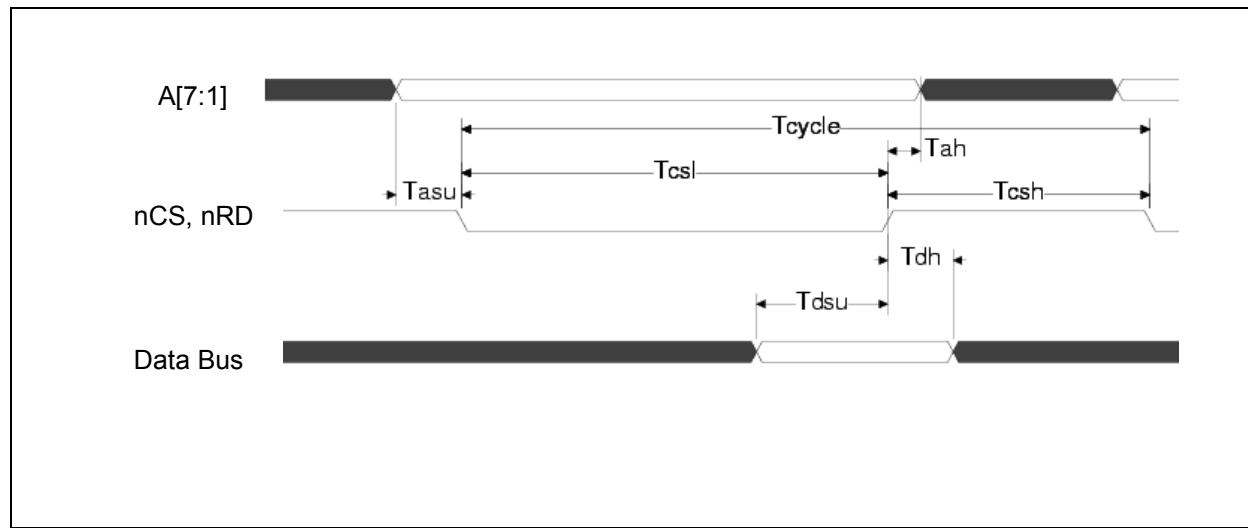 A[7:1]
Tcycle
Tah
Tcsl
Tasu
Tcsh
nCS, nRD
Tdh
Tdsu
Data Bus